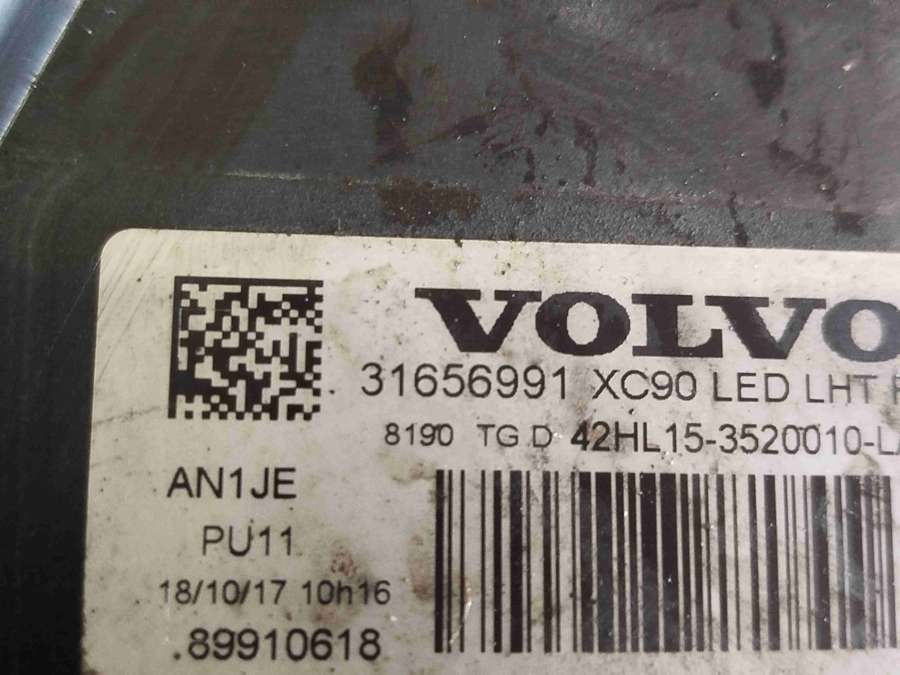 VOLVO
31656991 XC90 LED LHT
8190 TG D 42HL15-3520010-L
AN1JE
PU11
18/10/17 10h16
.89910618